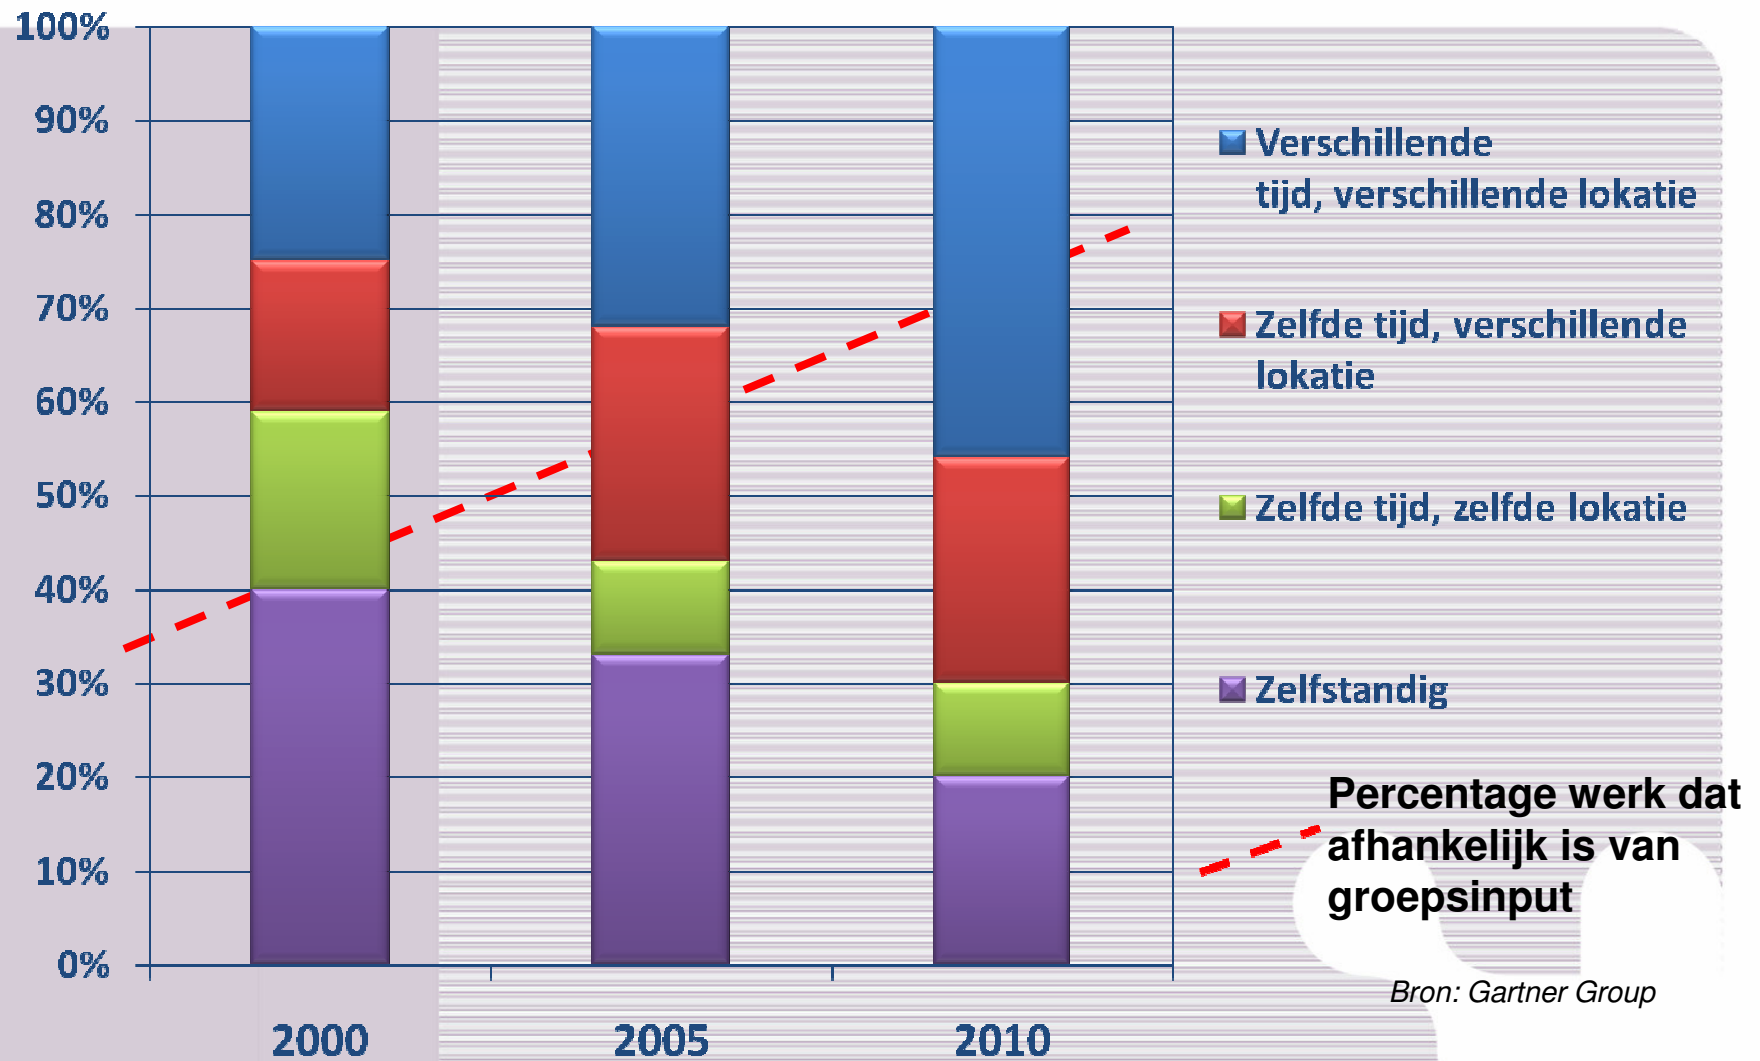 100%
90%
80%
70%
60%
50%
40%
30%
20%
10%
0%
2000
2005
2010
Verschillende
tijd, verschillende lokatie
Zelfde tijd, verschillende
lokatie
Zelfde tijd, zelfde lokatie
Zelfstandig
Percentage werk dat
afhankelijk is van
groepsinput
Bron: Gartner Group